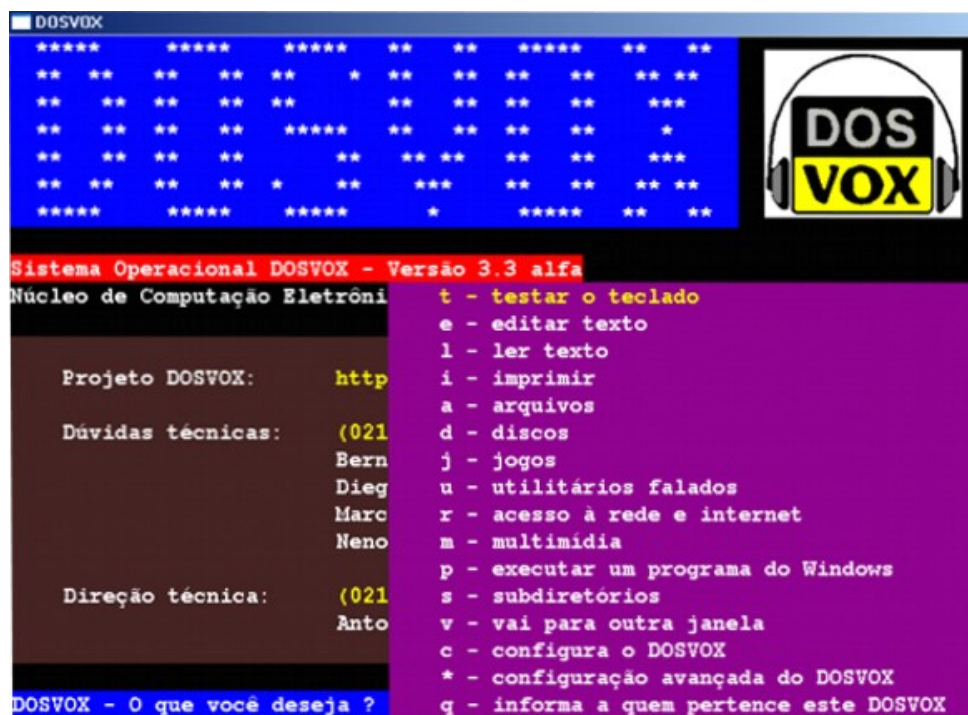 DOSVOX
DOSVOX
DOS
VOX
Sistema Operacional DOSVOX - Versão 3.3 alfa
Núcleo de Computação Eletrôni
Projeto DOSVOX: http
Dúvidas técnicas: (021
Bern
Dieg
Marc
Neno
Direção técnica: (021
Anto
DOSVOX - O que você deseja ?
t - testar o teclado
e - editar texto
l - ler texto
i - imprimir
a - arquivos
d - discos
j - jogos
u - utilitários falados
r - acesso à rede e internet
m - multimídia
p - executar um programa do Windows
s - subdiretórios
v - vai para outra janela
c - configura o DOSVOX
* - configuração avançada do DOSVOX
q - informa a quem pertence este DOSVOX